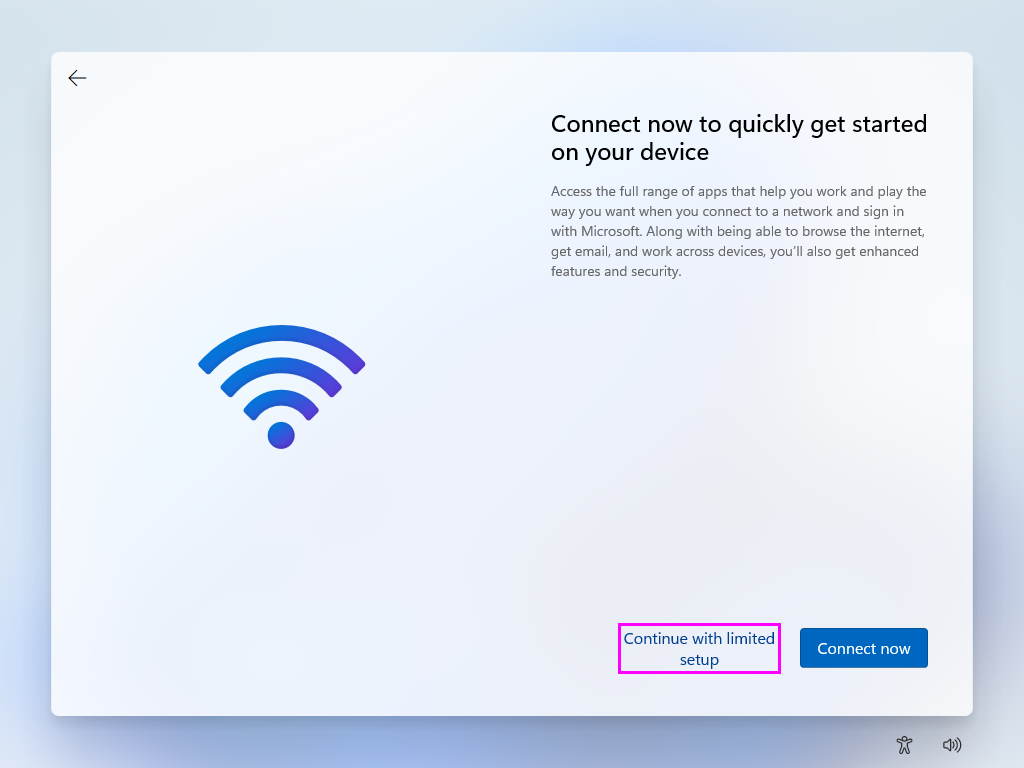 Connect now to quickly get started
on your device
Access the full range of apps that help you work and play the
way you want when you connect to a network and sign in
with Microsoft. Along with being able to browse the internet,
get email, and work across devices, you’ll also get enhanced
features and security.
Continue with limited
setup
Connect now